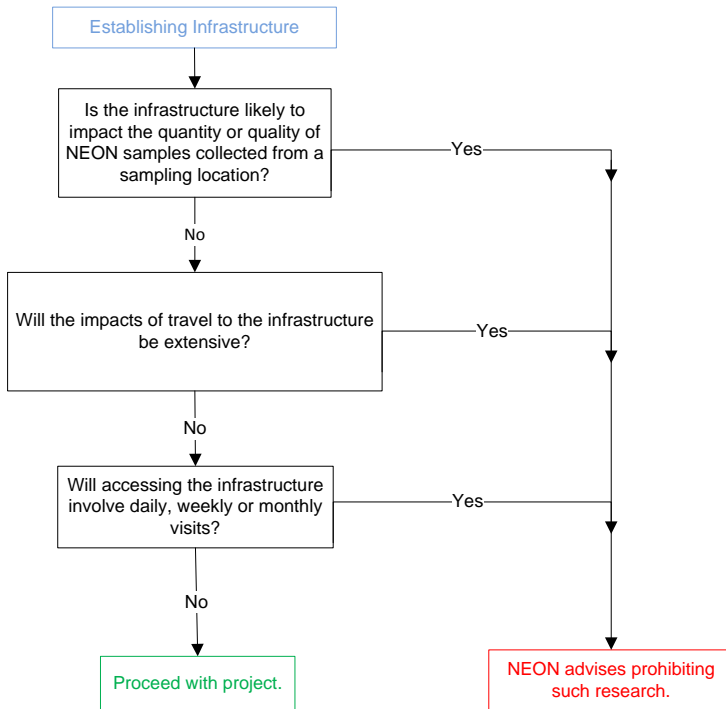 Establishing Infrastructure
Is the infrastructure likely to
impact the quantity or quality of
NEON samples collected from a
sampling location?
Yes
No
Will the impacts of travel to the infrastructure
be extensive?
Yes
No
Will accessing the infrastructure
involve daily, weekly or monthly
visits?
Yes
No
Proceed with project.
NEON advises prohibiting
such research.